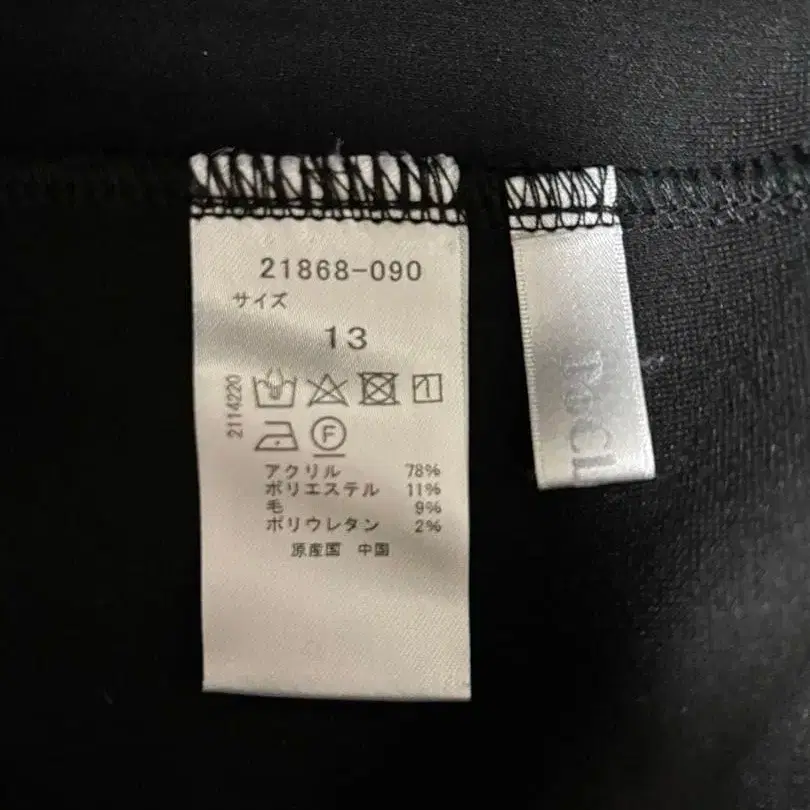 21868-090
サイズ
13
2114220
F
アクリル 78%
ポリエステル 11%
毛 9%
ポリウレタン 2%
原産国 中国